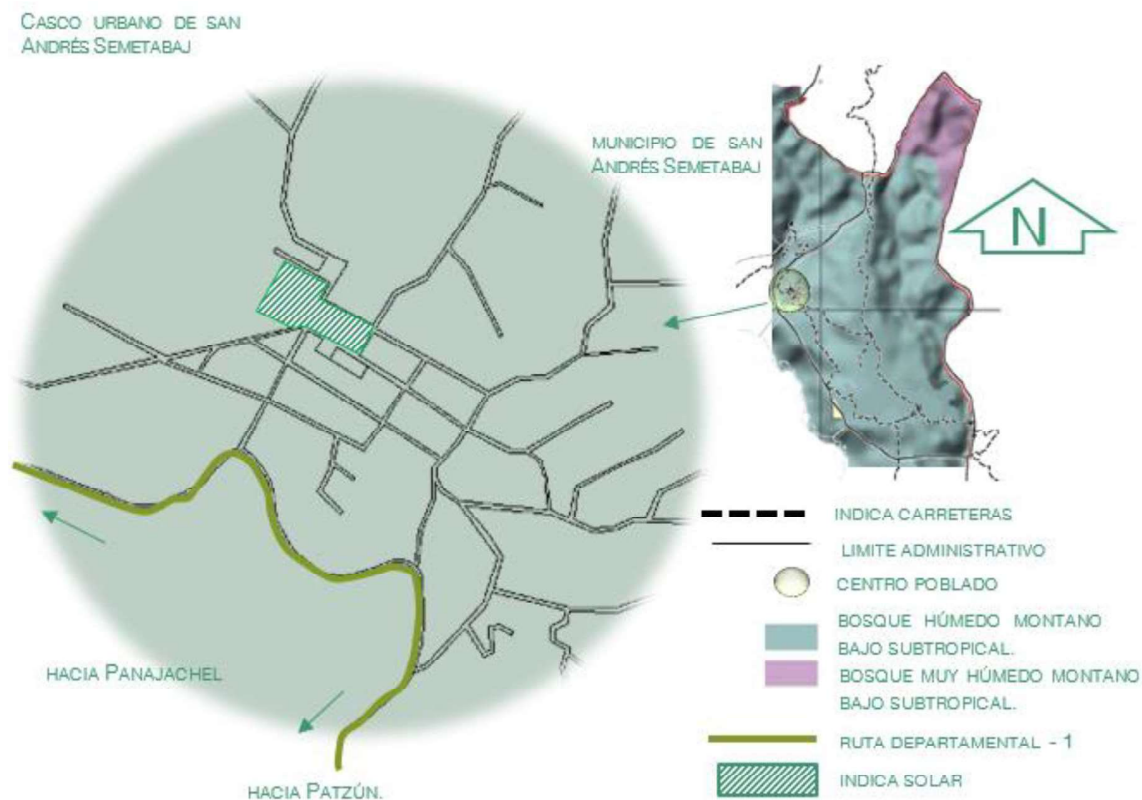 CASCO URBANO DE SAN
ANDRÉS SEMETABAJ
MUNICIPIO DE SAN
ANDRÉS SEMETABAJ
N
INDICA CARRETERAS
LIMITE ADMINISTRATIVO
CENTRO POBLADO
BOSQUE HÚMEDO MONTANO
BAJO SUBTROPICAL.
BOSQUE MUY HÚMEDO MONTANO
BAJO SUBTROPICAL.
HACIA PANAJACHEL
RUTA DEPARTAMENTAL - 1
INDICA SOLAR
HACIA PATZÚN.